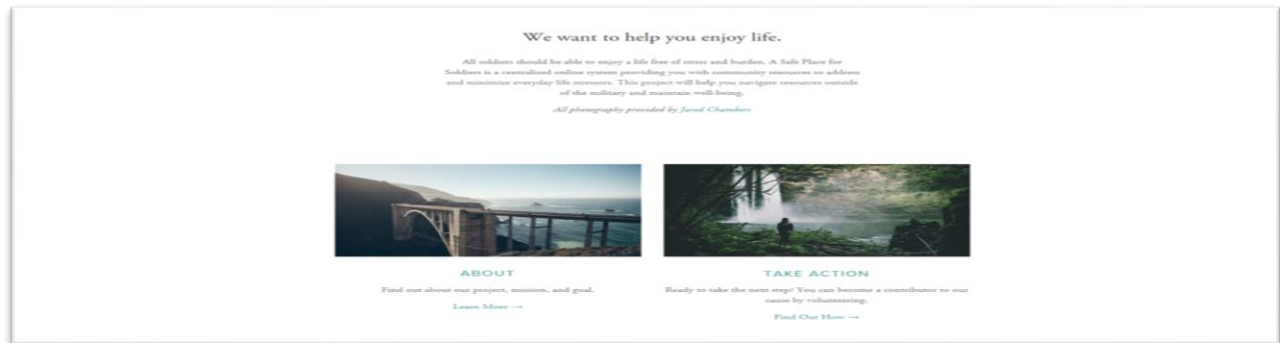 We want to help you enjoy life.
All soldiers should be able to enjoy a life free of stress and burden. A Safe Place for
Soldiers is a centralized online system providing you with community resources to address
and minimize everyday life stressors. This project will help you navigate resources outside
of the military and maintain well-being.
All photography provided by Jared Chambers
ABOUT
Find out about our project, mission, and goal.
Learn More →
TAKE ACTION
Ready to take the next step? You can become a contributor to our
cause by volunteering.
Find Out How →